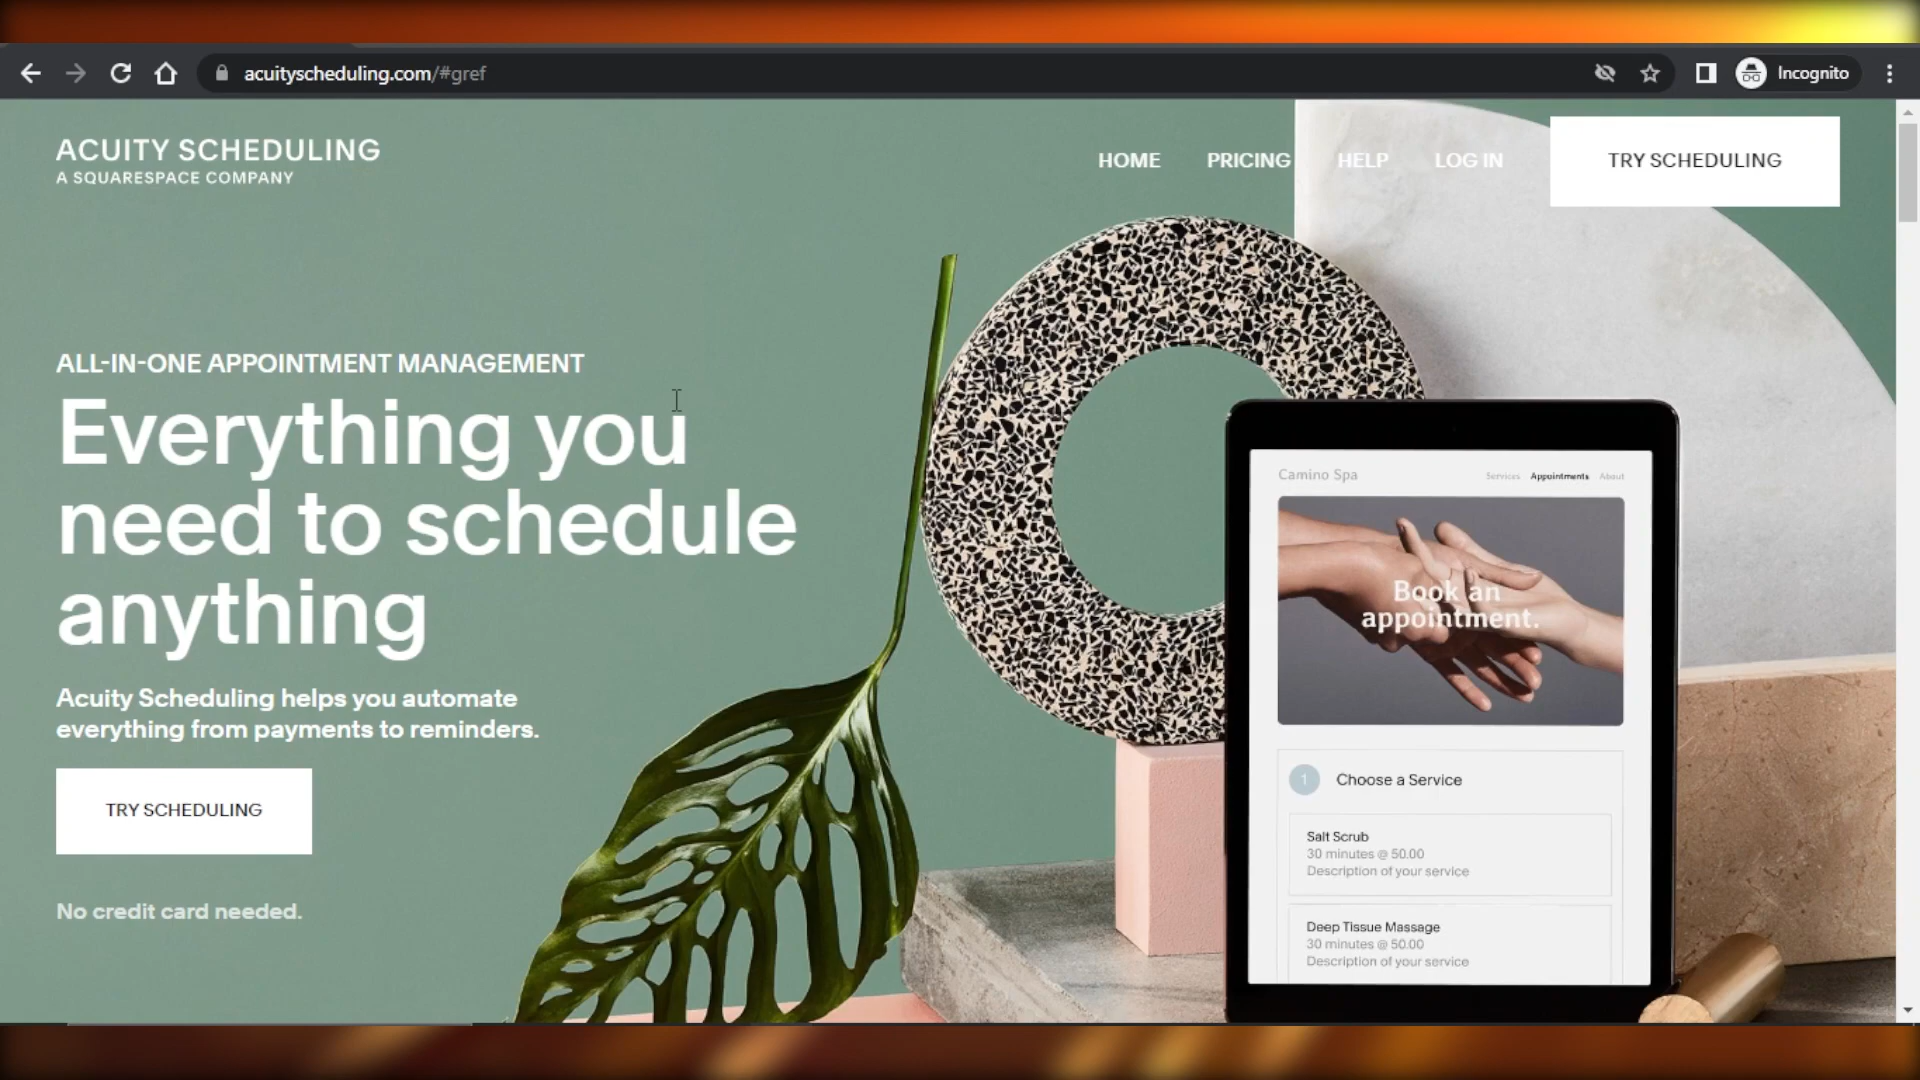 acuityscheduling.com/#gref
Incognito
ACUITY SCHEDULING
A SQUARESPACE COMPANY
HOME
PRICING
HELP
LOG IN
TRY SCHEDULING
ALL-IN-ONE APPOINTMENT MANAGEMENT
Everything you
need to schedule
anything
Acuity Scheduling helps you automate
everything from payments to reminders.
TRY SCHEDULING
No credit card needed.
Camino Spa
Services
Appointments
About
Book an
appointment.
1
Choose a Service
Salt Scrub
30 minutes @ 50.00
Description of your service
Deep Tissue Massage
30 minutes @ 50.00
Description of your service